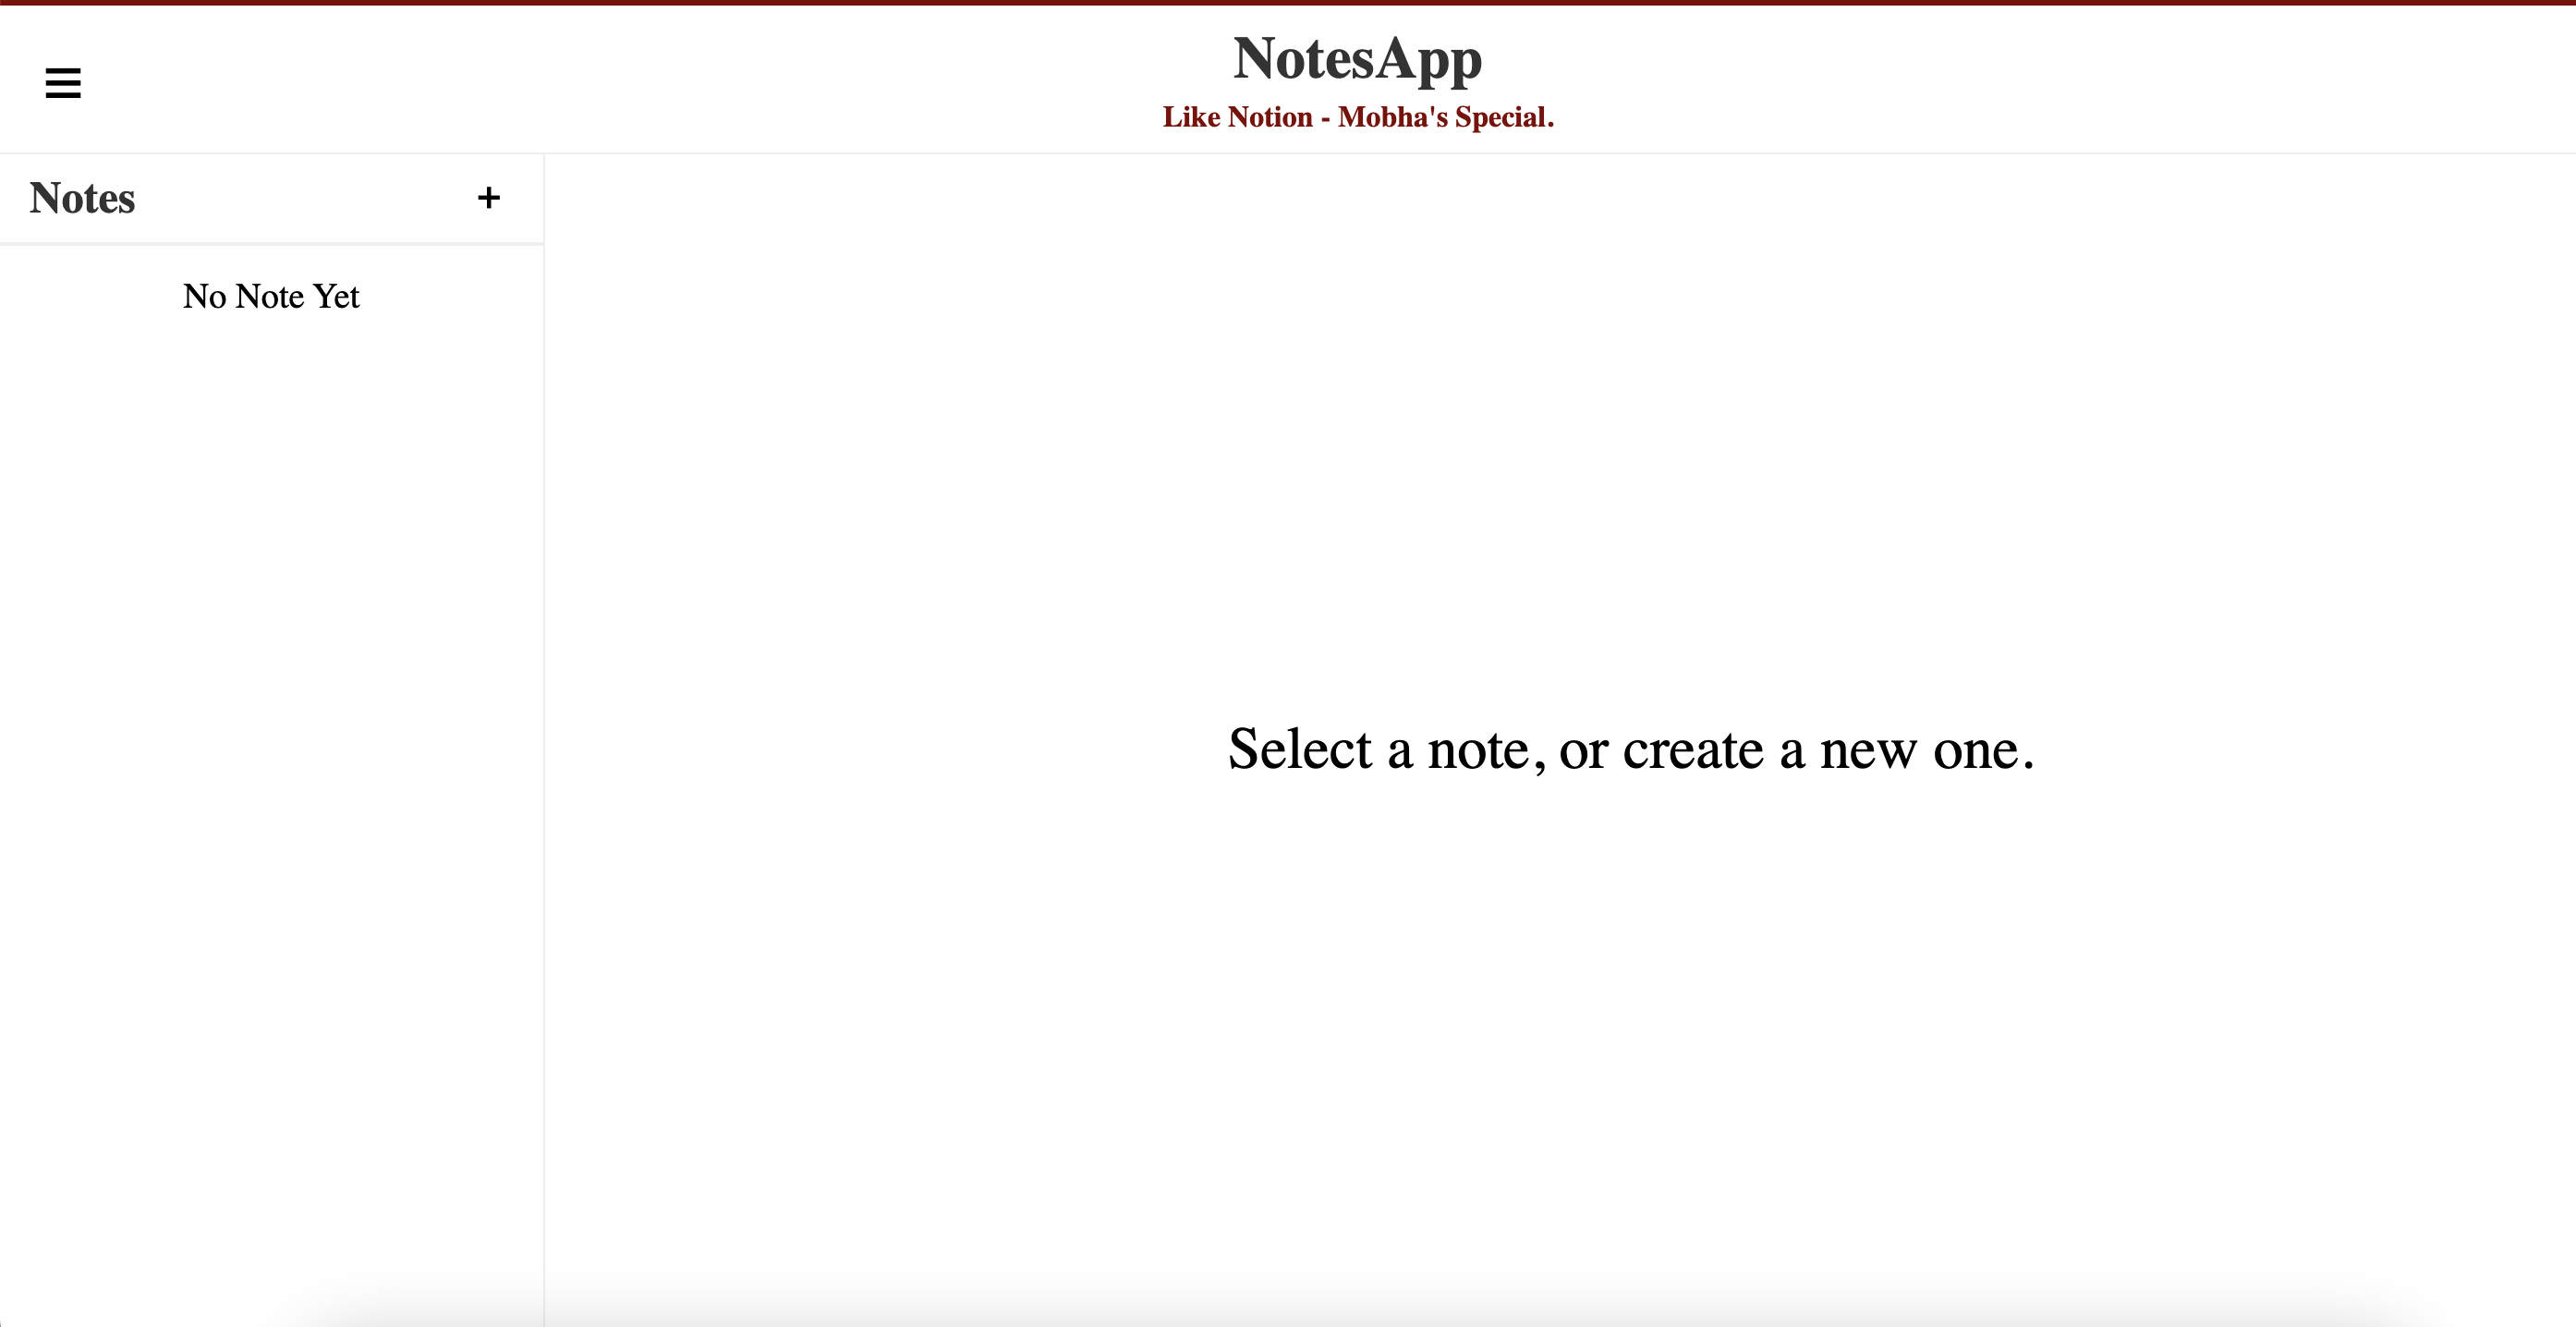 NotesApp
Like Notion - Mobha's Special.
Notes +
No Note Yet
Select a note, or create a new one.